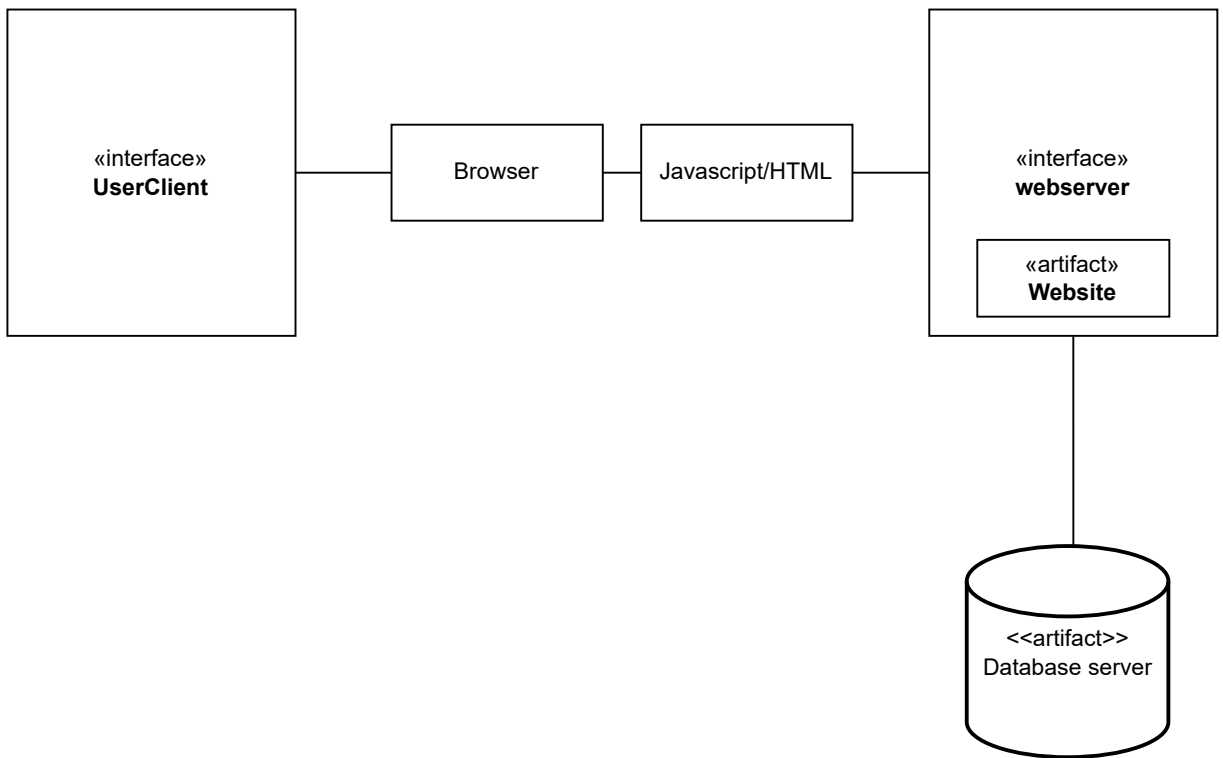 «interface»
UserClient
Browser
Javascript/HTML
«interface»
webserver
«artifact»
Website
<<artifact>>
Database server